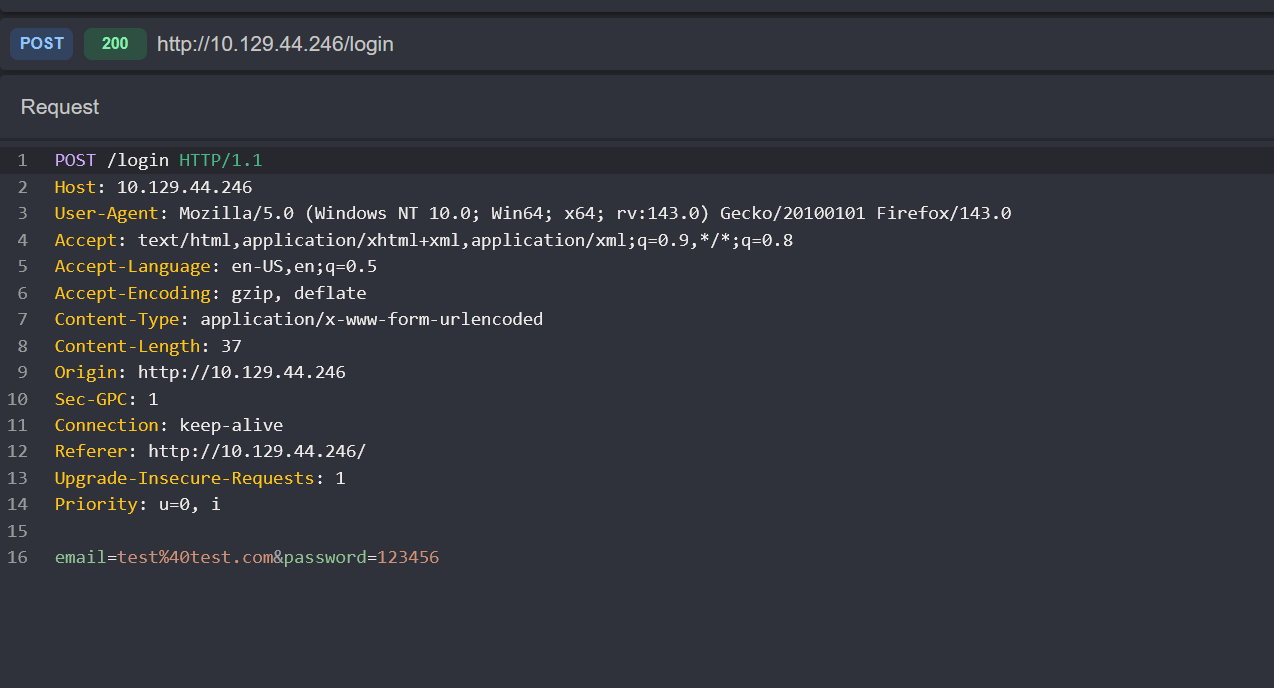 POST 200 http://10.129.44.246/login
Request
1 POST /login HTTP/1.1
2 Host: 10.129.44.246
3 User-Agent: Mozilla/5.0 (Windows NT 10.0; Win64; x64; rv:143.0) Gecko/20100101 Firefox/143.0
4 Accept: text/html,application/xhtml+xml,application/xml;q=0.9,*/*;q=0.8
5 Accept-Language: en-US,en;q=0.5
6 Accept-Encoding: gzip, deflate
7 Content-Type: application/x-www-form-urlencoded
8 Content-Length: 37
9 Origin: http://10.129.44.246
10 Sec-GPC: 1
11 Connection: keep-alive
12 Referer: http://10.129.44.246/
13 Upgrade-Insecure-Requests: 1
14 Priority: u=0, i
15
16 email=test%40test.com&password=123456